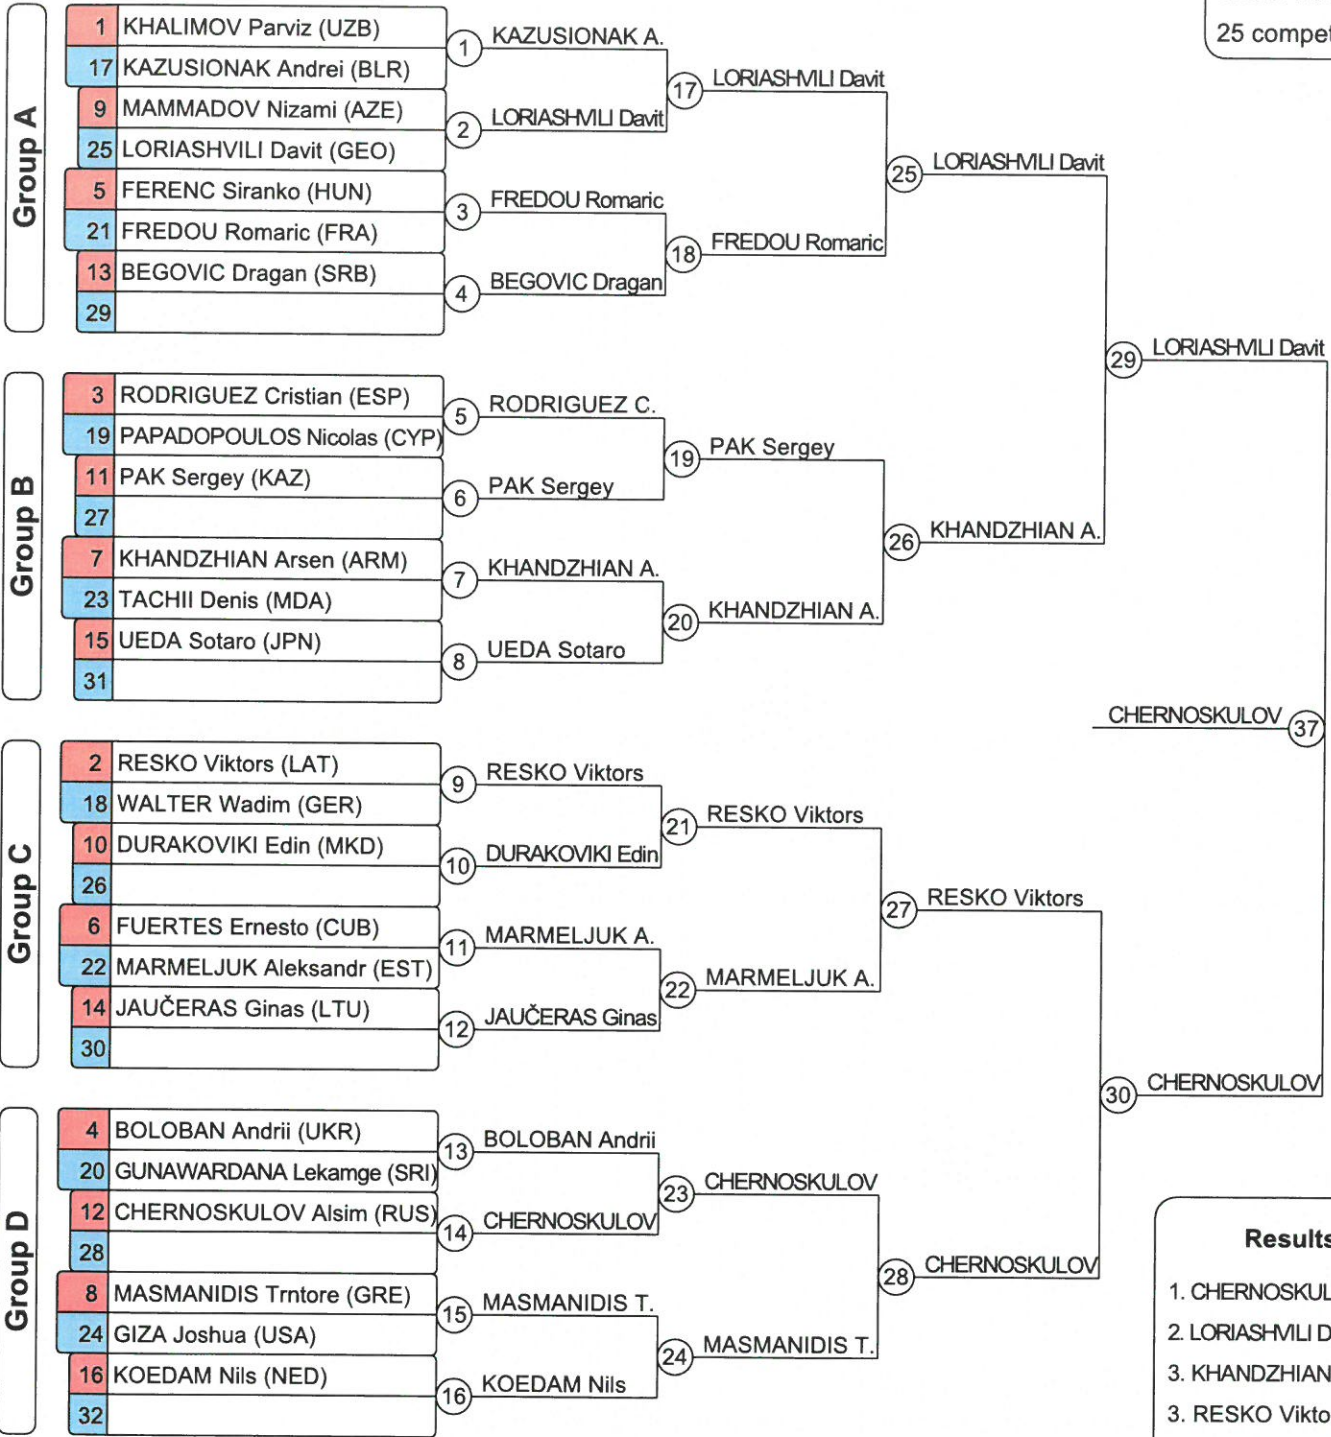 25 compet
Group A
1 KHALIMOV Parviz (UZB)
17 KAZUSIONAK Andrei (BLR)
9 MAMMADOV Nizami (AZE)
25 LORIASHVILI Davit (GEO)
5 FERENC Siranko (HUN)
21 FREDOU Romaric (FRA)
13 BEGOVIC Dragan (SRB)
29
1 KAZUSIONAK A.
2 LORIASHVILI Davit
3 FREDOU Romaric
4 BEGOVIC Dragan
17 LORIASHVILI Davit
18 FREDOU Romaric
25 LORIASHVILI Davit
Group B
3 RODRIGUEZ Cristian (ESP)
19 PAPADOPOULOS Nicolas (CYP)
11 PAK Sergey (KAZ)
27
7 KHANDZHIAN Arsen (ARM)
23 TACHII Denis (MDA)
15 UEDA Sotaro (JPN)
31
5 RODRIGUEZ C.
6 PAK Sergey
7 KHANDZHIAN A.
8 UEDA Sotaro
19 PAK Sergey
20 KHANDZHIAN A.
26 KHANDZHIAN A.
29 LORIASHVILI Davit
Group C
2 RESKO Viktors (LAT)
18 WALTER Wadim (GER)
10 DURAKOVIKI Edin (MKD)
26
6 FUERTES Ernesto (CUB)
22 MARMELJUK Aleksandr (EST)
14 JAUČERAS Ginas (LTU)
30
9 RESKO Viktors
10 DURAKOVIKI Edin
11 MARMELJUK A.
12 JAUČERAS Ginas
21 RESKO Viktors
22 MARMELJUK A.
27 RESKO Viktors
Group D
4 BOLOBAN Andrii (UKR)
20 GUNAWARDANA Lekamge (SRI)
12 CHERNOSKULOV Alsim (RUS)
28
8 MASMANIDIS Trntore (GRE)
24 GIZA Joshua (USA)
16 KOEDAM Nils (NED)
32
13 BOLOBAN Andrii
14 CHERNOSKULOV
15 MASMANIDIS T.
16 KOEDAM Nils
23 CHERNOSKULOV
24 MASMANIDIS T.
28 CHERNOSKULOV
30 CHERNOSKULOV
CHERNOSKULOV 37
Results
1. CHERNOSKUL
2. LORIASHVILI D
3. KHANDZHIAN
3. RESKO Vikto